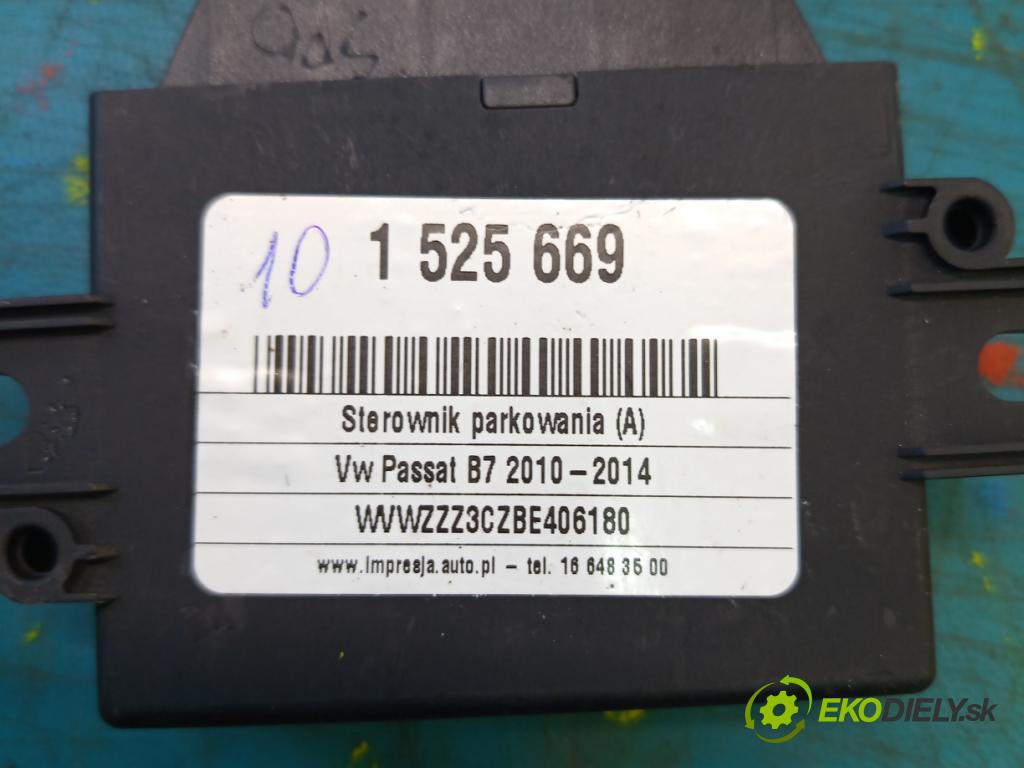 10 1 525 669
Sterownik parkowania (A)
Vw Passat B7 2010 – 2014
WVWZZZ3CZBE406180
www.impresja.auto.pl – tel. 16 648 35 00
EKODIELY.sk